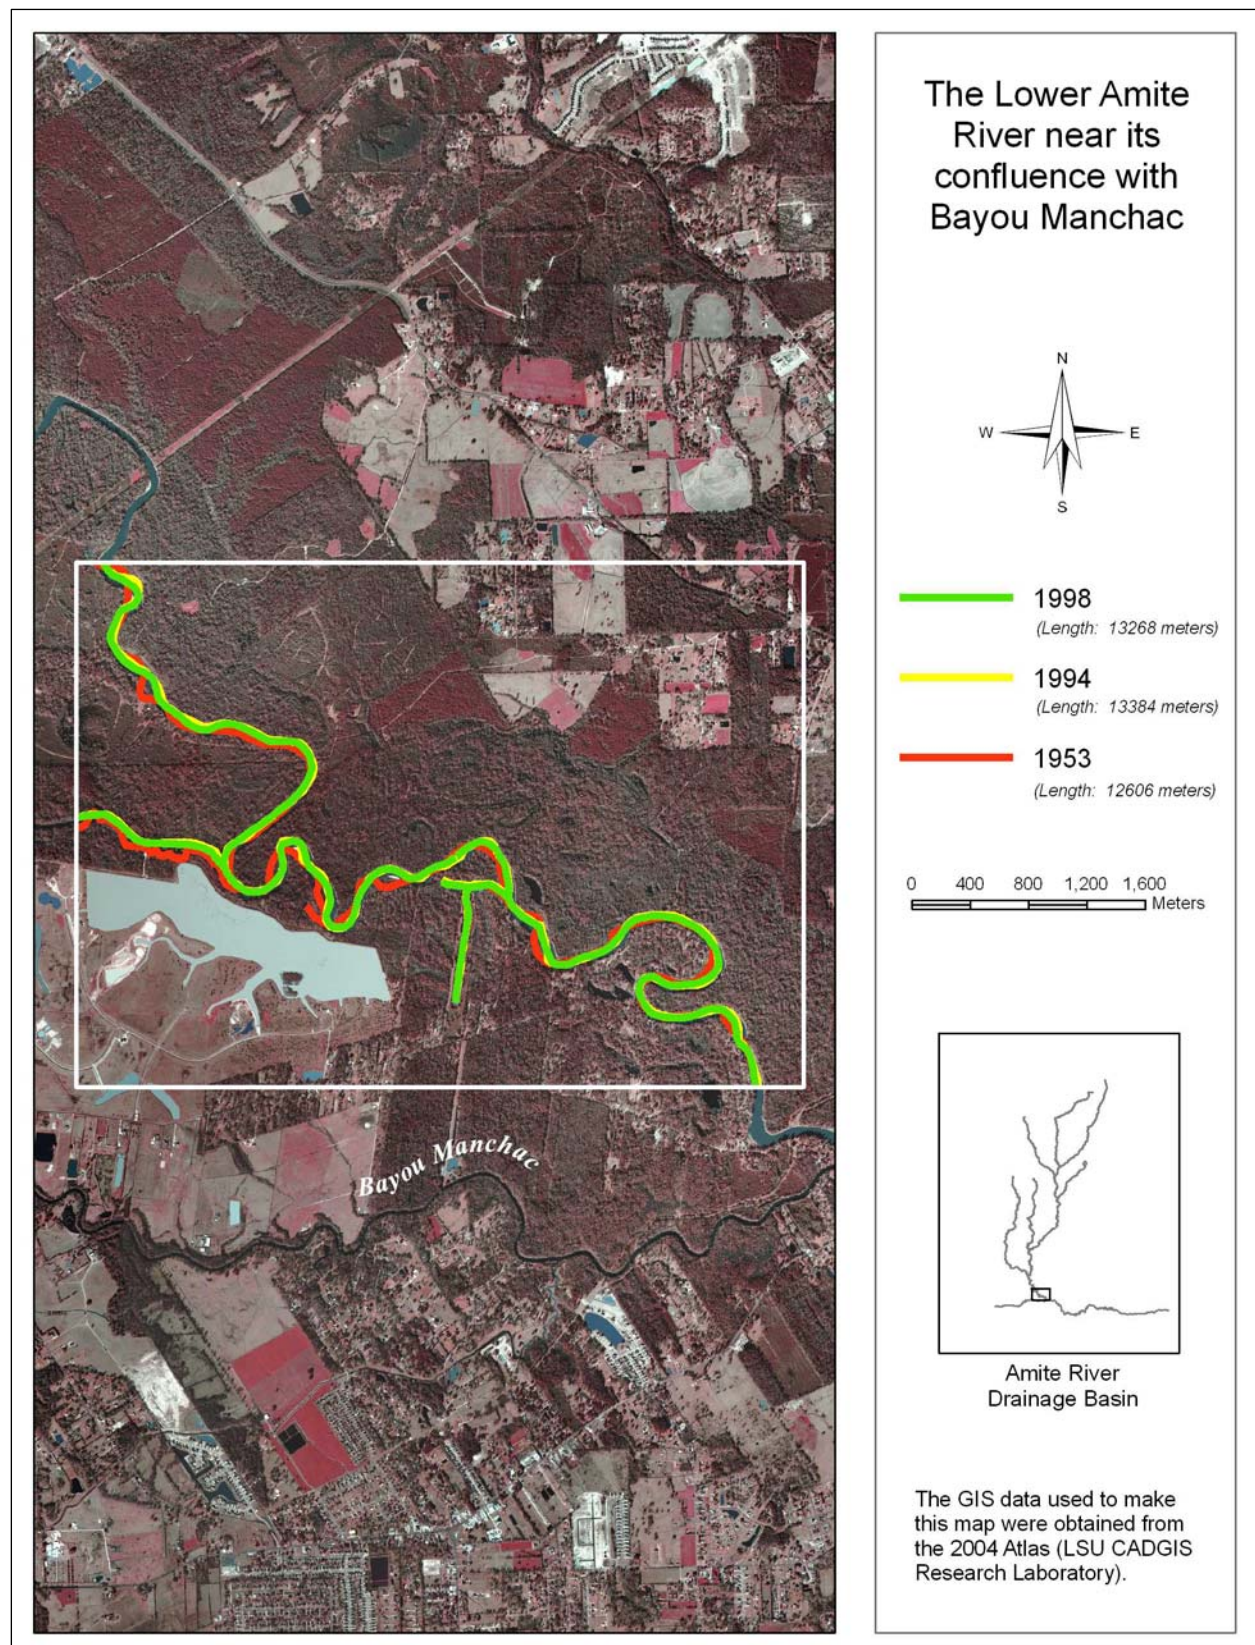 The Lower Amite
River near its
confluence with
Bayou Manchac
N
W E
S
1998
(Length: 13268 meters)
1994
(Length: 13384 meters)
1953
(Length: 12606 meters)
0 400 800 1,200 1,600
Meters
Bayou Manchac
Amite River
Drainage Basin
The GIS data used to make
this map were obtained from
the 2004 Atlas (LSU CADGIS
Research Laboratory).